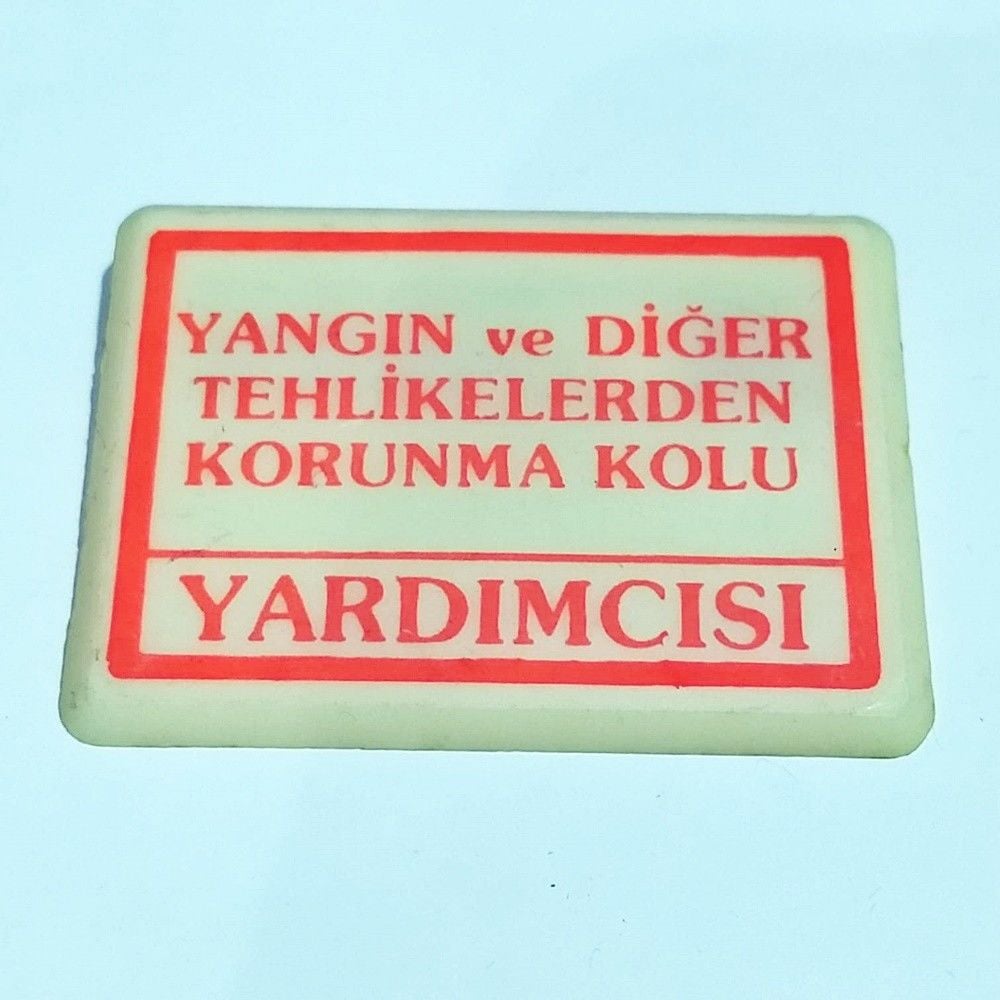 YANGIN ve DİĞER
TEHLİKELERDEN
KORUNMA KOLU
YARDIMCISI